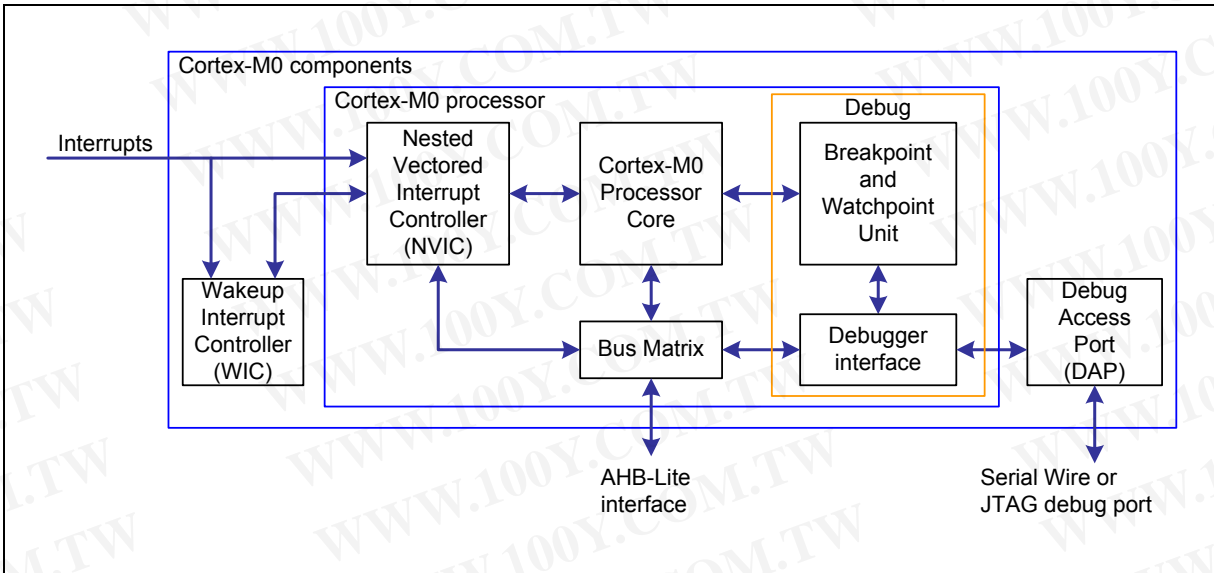 Cortex-M0 components
Cortex-M0 processor
Debug
Interrupts
Nested
Vectored
Interrupt
Controller
(NVIC)
Cortex-M0
Processor
Core
Breakpoint
and
Watchpoint
Unit
Wakeup
Interrupt
Controller
(WIC)
Bus Matrix
Debugger
interface
Debug
Access
Port
(DAP)
AHB-Lite
interface
Serial Wire or
JTAG debug port
WWW.100Y.COM.TW